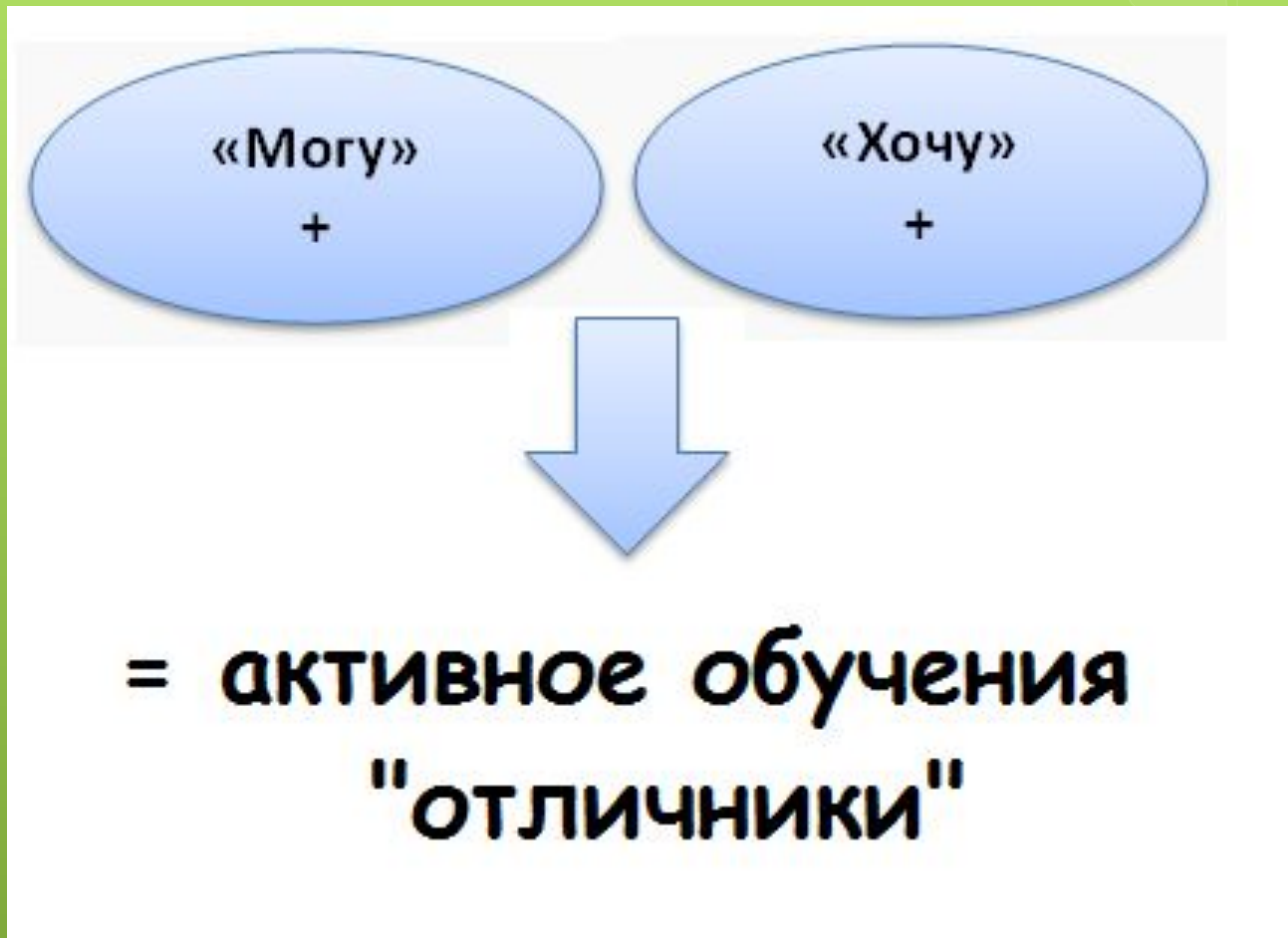 «Могу»
+
«Хочу»
+
= активное обучения
"отличники"